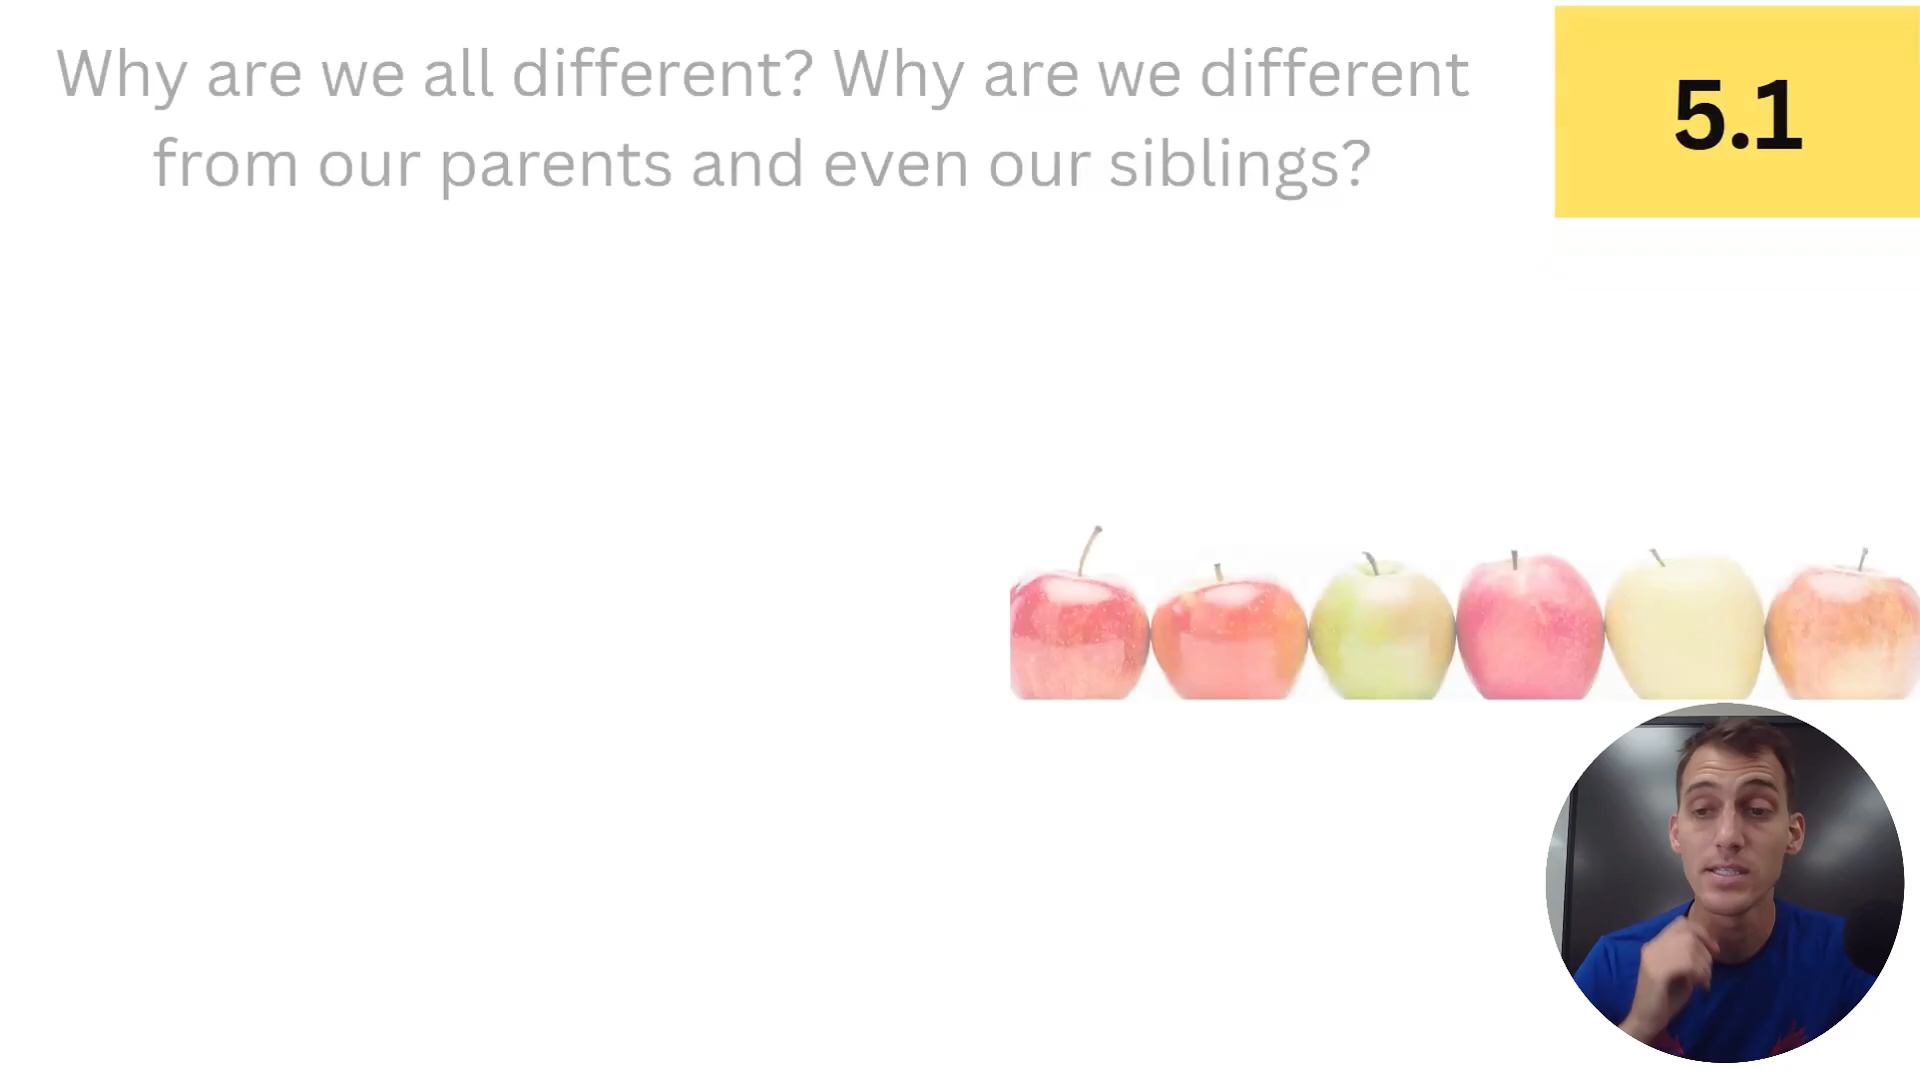 Why are we all different? Why are we different
from our parents and even our siblings?
5.1